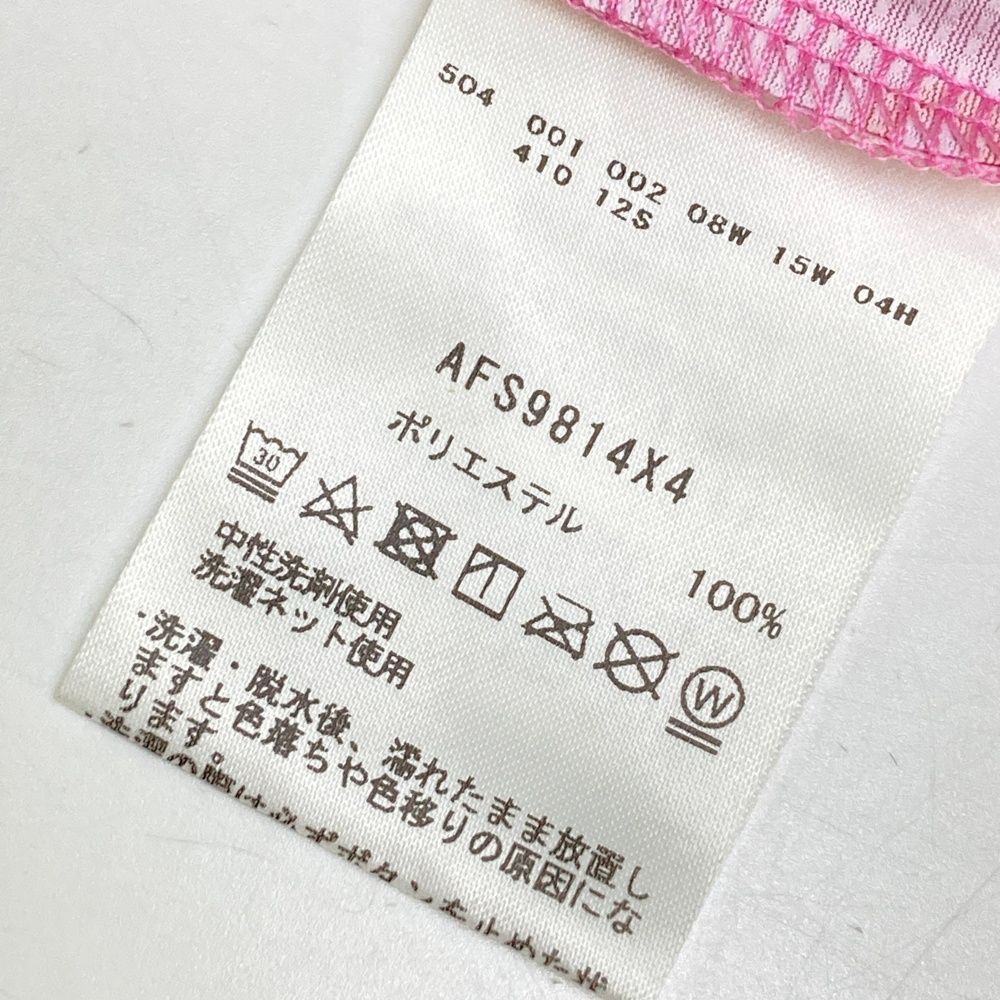 504
001 002 08W 15W 04H
410 12S
AFS9814X4
ポリエステル 100%
30
W
中性洗剤使用
洗濯ネット使用
・洗濯・脱水後、濡れたまま放置し
ますと色落ちや色移りの原因にな
ります。